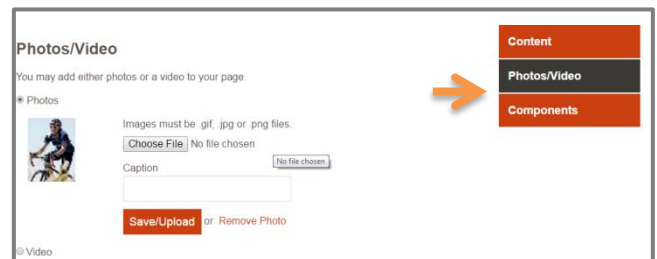 Photos/Video
You may add either photos or a video to your page.
Photos
Images must be .gif, .jpg or .png files.
Choose File No file chosen
No file chosen
Caption
Save/Upload or Remove Photo
Video
Content
Photos/Video
Components